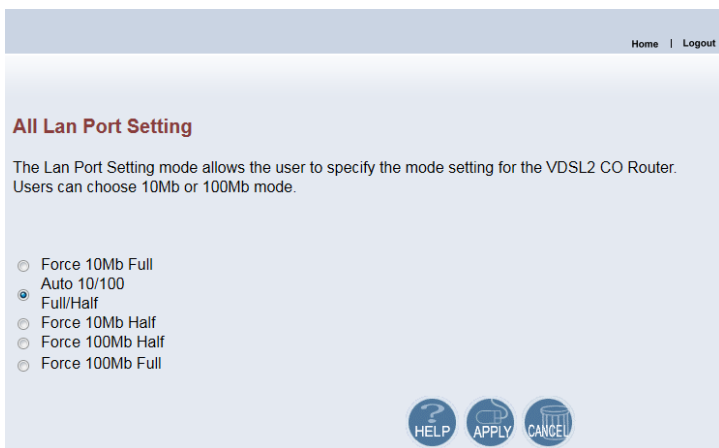 Home | Logout
All Lan Port Setting
The Lan Port Setting mode allows the user to specify the mode setting for the VDSL2 CO Router.
Users can choose 10Mb or 100Mb mode.
Force 10Mb Full
Auto 10/100
Full/Half
Force 10Mb Half
Force 100Mb Half
Force 100Mb Full
HELP APPLY CANCEL